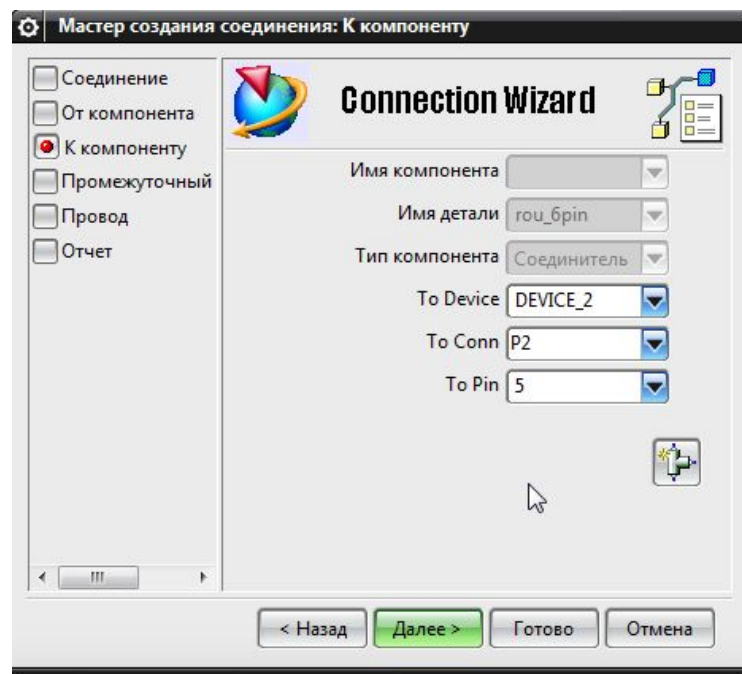 Мастер создания соединения: К компоненту
Соединение
От компонента
К компоненту
Промежуточный
Провод
Отчет
Connection Wizard
Имя компонента
Имя детали rou_6pin
Тип компонента Соединитель
To Device DEVICE_2
To Conn P2
To Pin 5
< Назад Далее > Готово Отмена